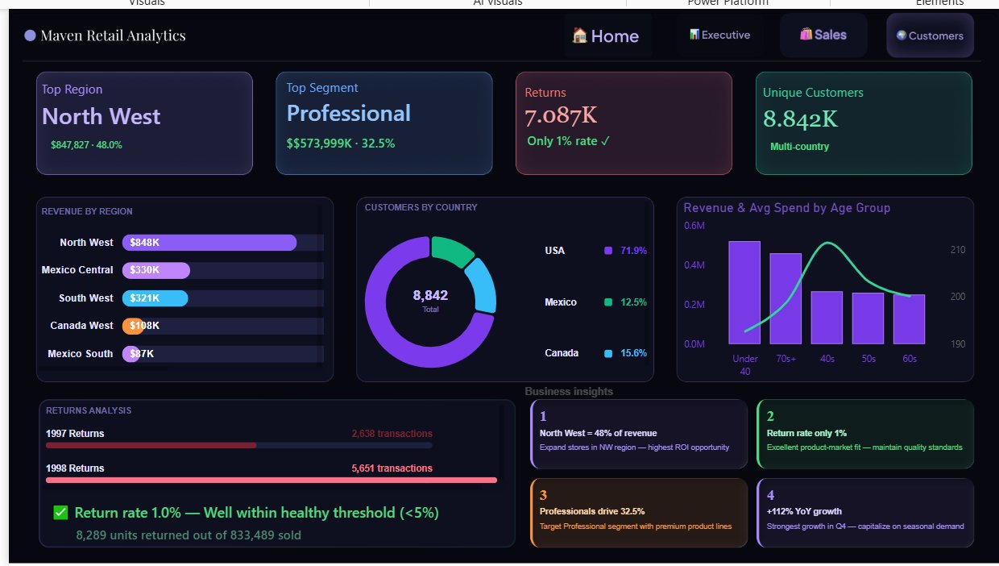 Visuals
AI visuals
Power Platform
Elements
Maven Retail Analytics
🏠 Home
📊 Executive
🛍️ Sales
🌍 Customers
Top Region
North West
$847,827 · 48.0%
Top Segment
Professional
$$573,999K · 32.5%
Returns
7.087K
Only 1% rate ✓
Unique Customers
8.842K
Multi-country
REVENUE BY REGION
North West $848K
Mexico Central $330K
South West $321K
Canada West $108K
Mexico South $87K
CUSTOMERS BY COUNTRY
8,842
Total
USA 71.9%
Mexico 12.5%
Canada 15.6%
Revenue & Avg Spend by Age Group
0.6M
0.4M
0.2M
0.0M
210
200
190
Under 40
70s+
40s
50s
60s
RETURNS ANALYSIS
1997 Returns 2,638 transactions
1998 Returns 5,651 transactions
✅ Return rate 1.0% — Well within healthy threshold (<5%)
8,289 units returned out of 833,489 sold
Business insights
1
North West = 48% of revenue
Expand stores in NW region — highest ROI opportunity
2
Return rate only 1%
Excellent product-market fit — maintain quality standards
3
Professionals drive 32.5%
Target Professional segment with premium product lines
4
+112% YoY growth
Strongest growth in Q4 — capitalize on seasonal demand